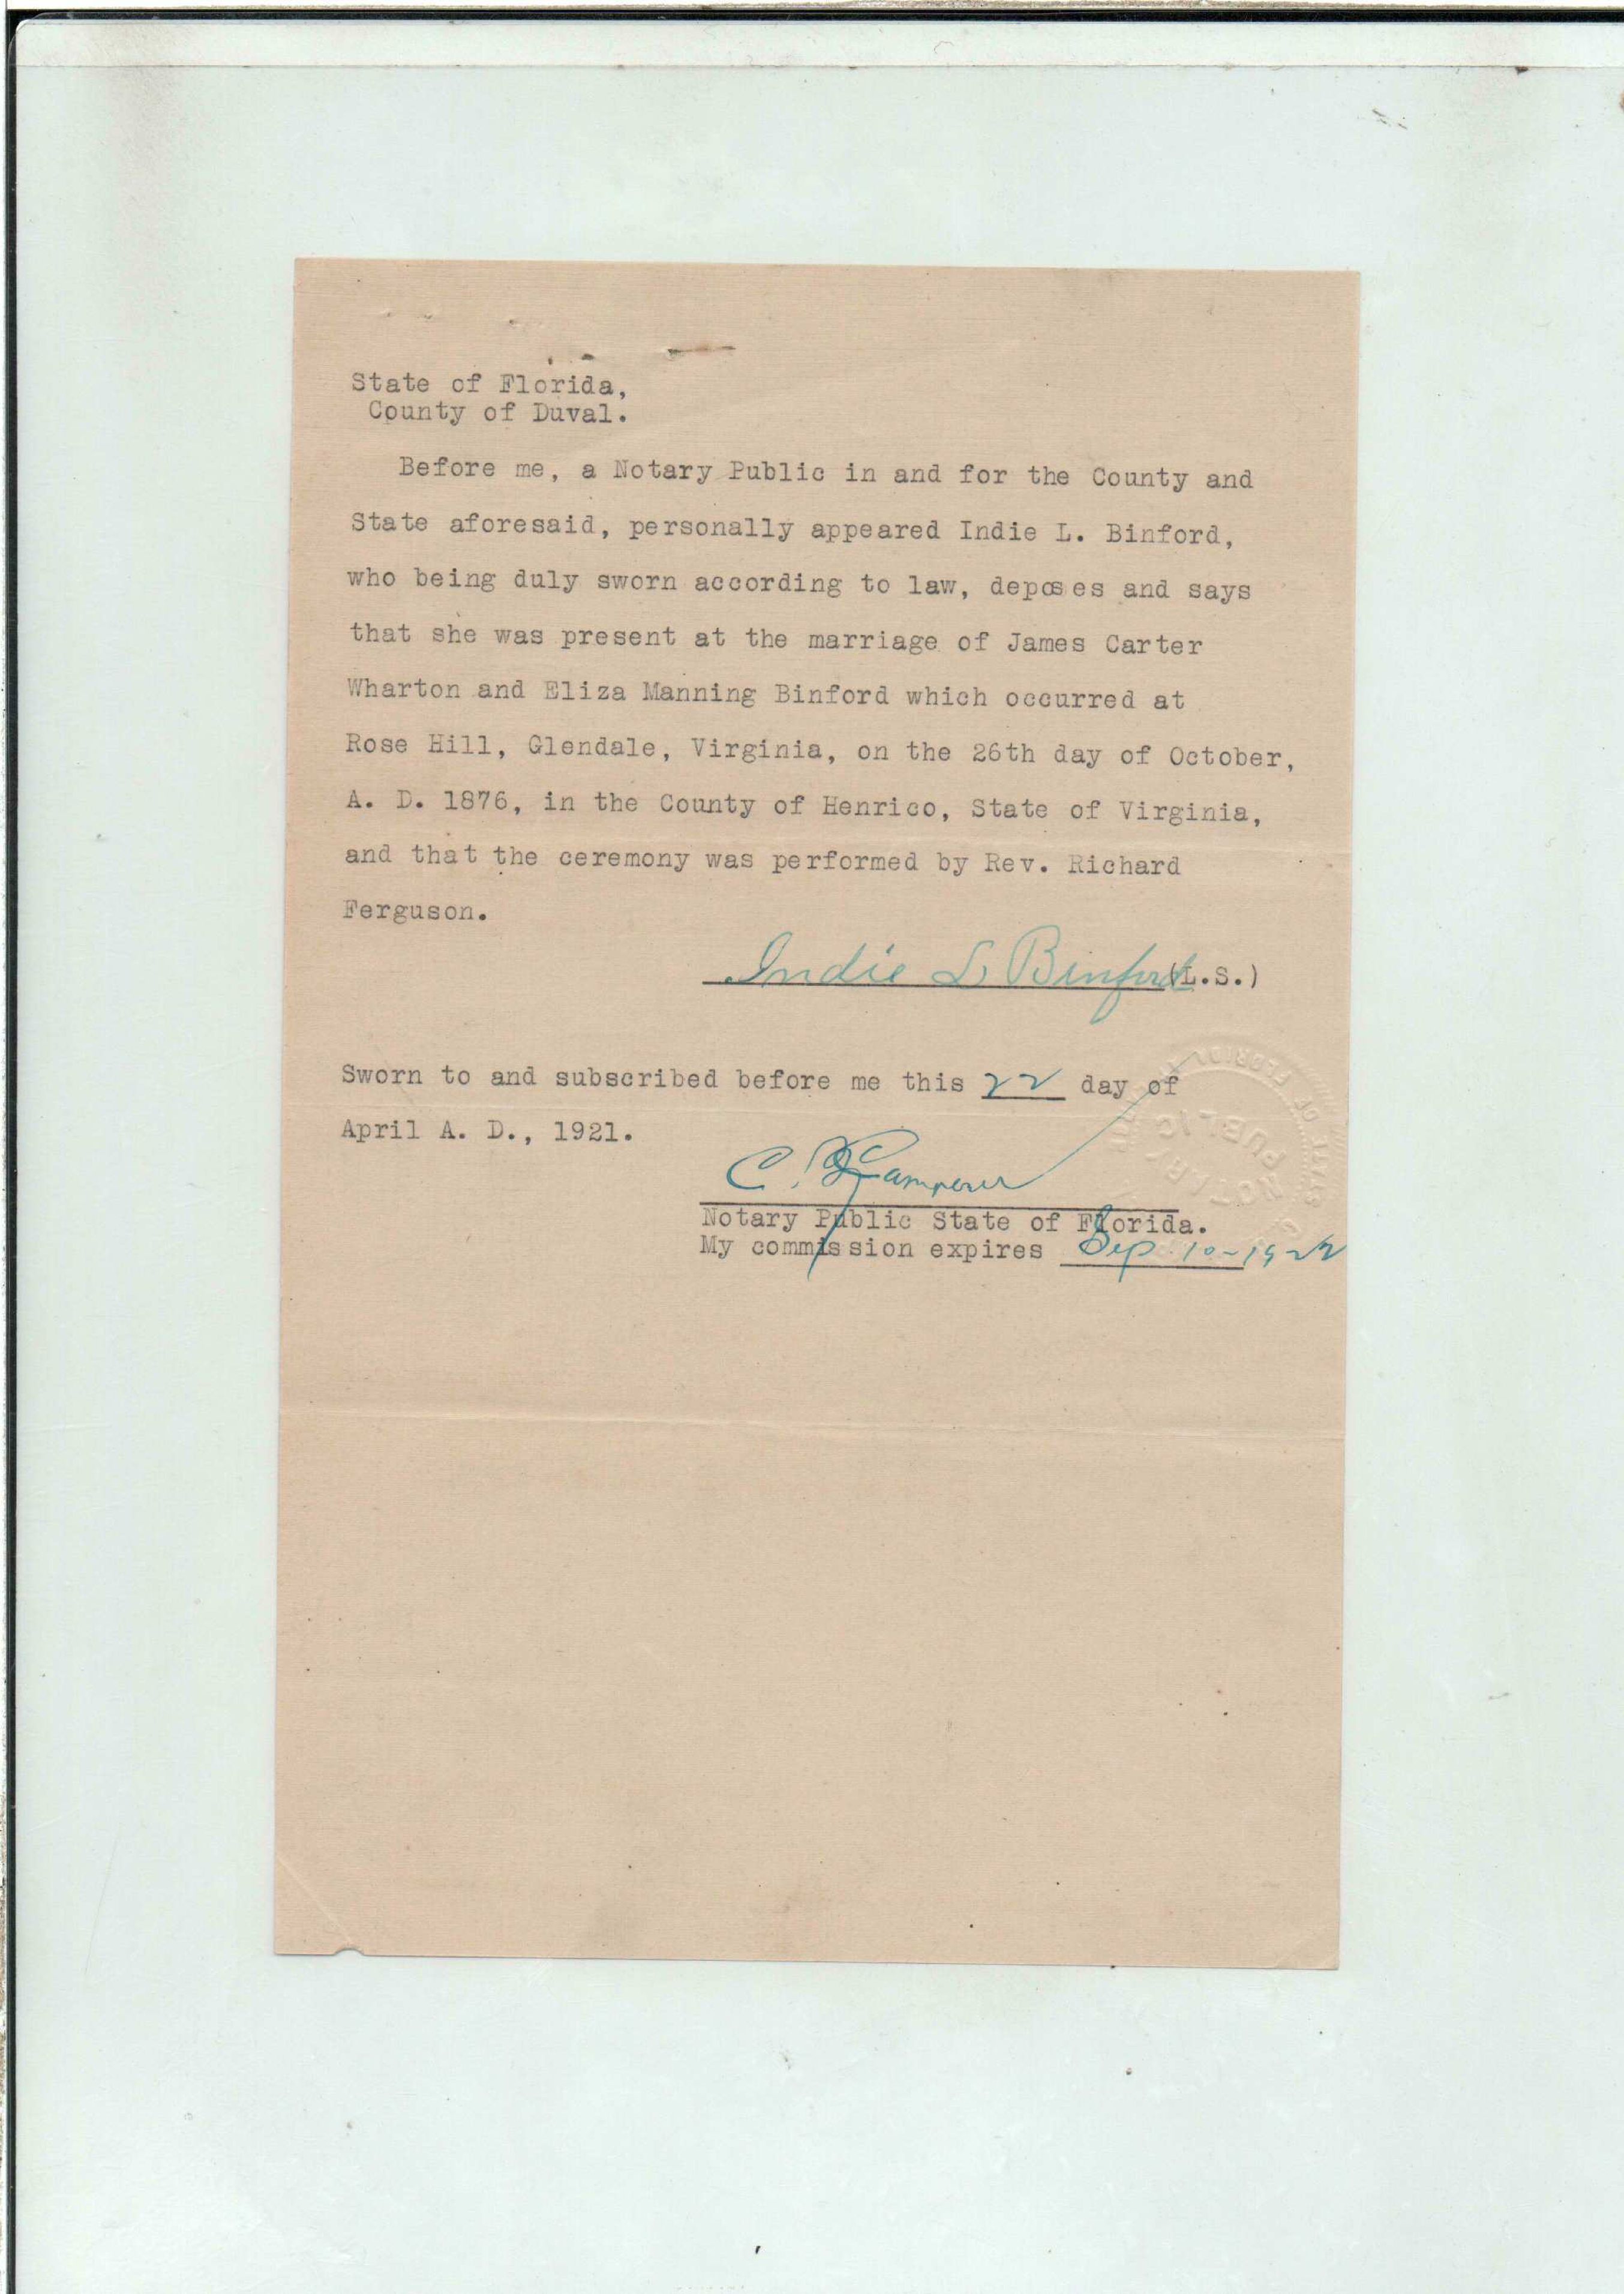 State of Florida,
County of Duval.
Before me, a Notary Public in and for the County and
State aforesaid, personally appeared Indie L. Binford,
who being duly sworn according to law, deposes and says
that she was present at the marriage of James Carter
Wharton and Eliza Manning Binford which occurred at
Rose Hill, Glendale, Virginia, on the 26th day of October,
A. D. 1876, in the County of Henrico, State of Virginia,
and that the ceremony was performed by Rev. Richard
Ferguson.
Indie L Binford (L.S.)
Sworn to and subscribed before me this 22 day of
April A. D., 1921.
C.
Notary Public State of Florida.
My commission expires Sep. 10-1922
NOTARY PUBLIC
STATE OF FLORIDA